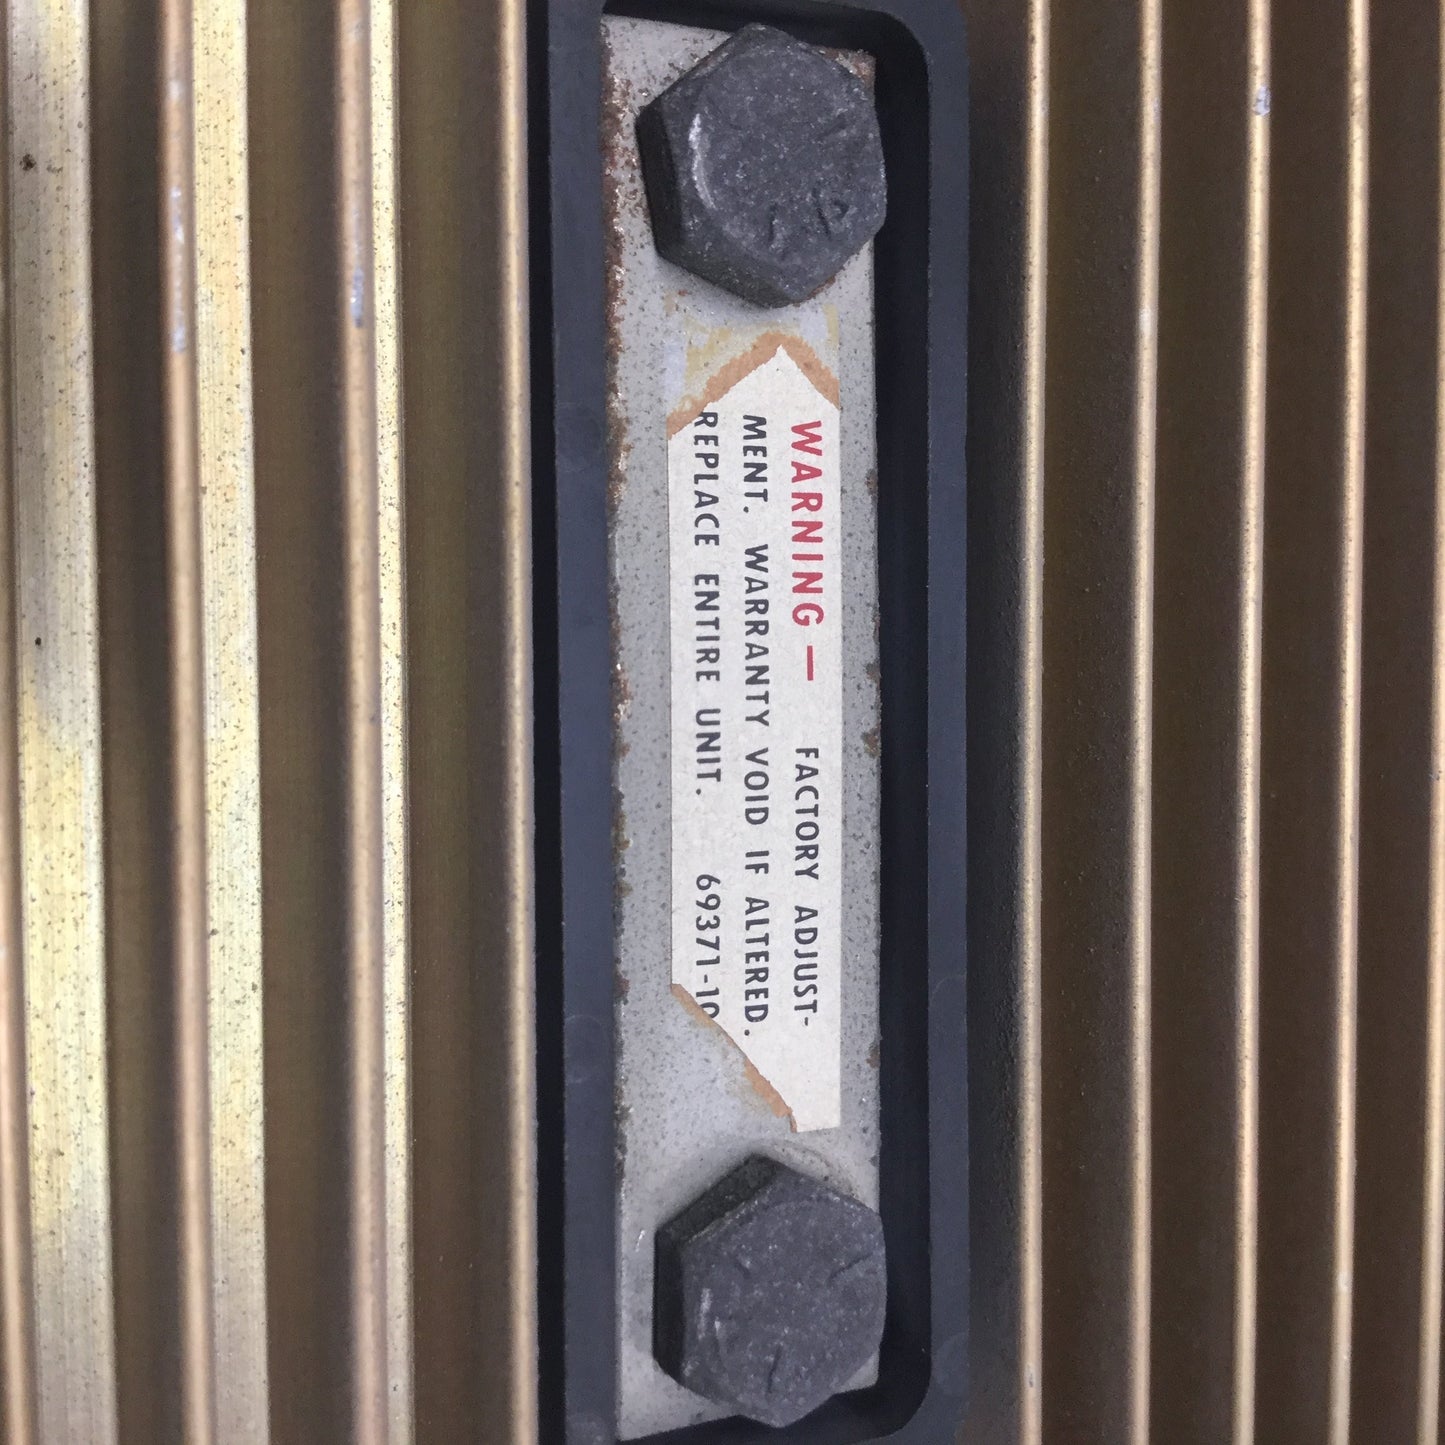 WARNING — FACTORY ADJUST-
MENT. WARRANTY VOID IF ALTERED.
REPLACE ENTIRE UNIT. 69371-10